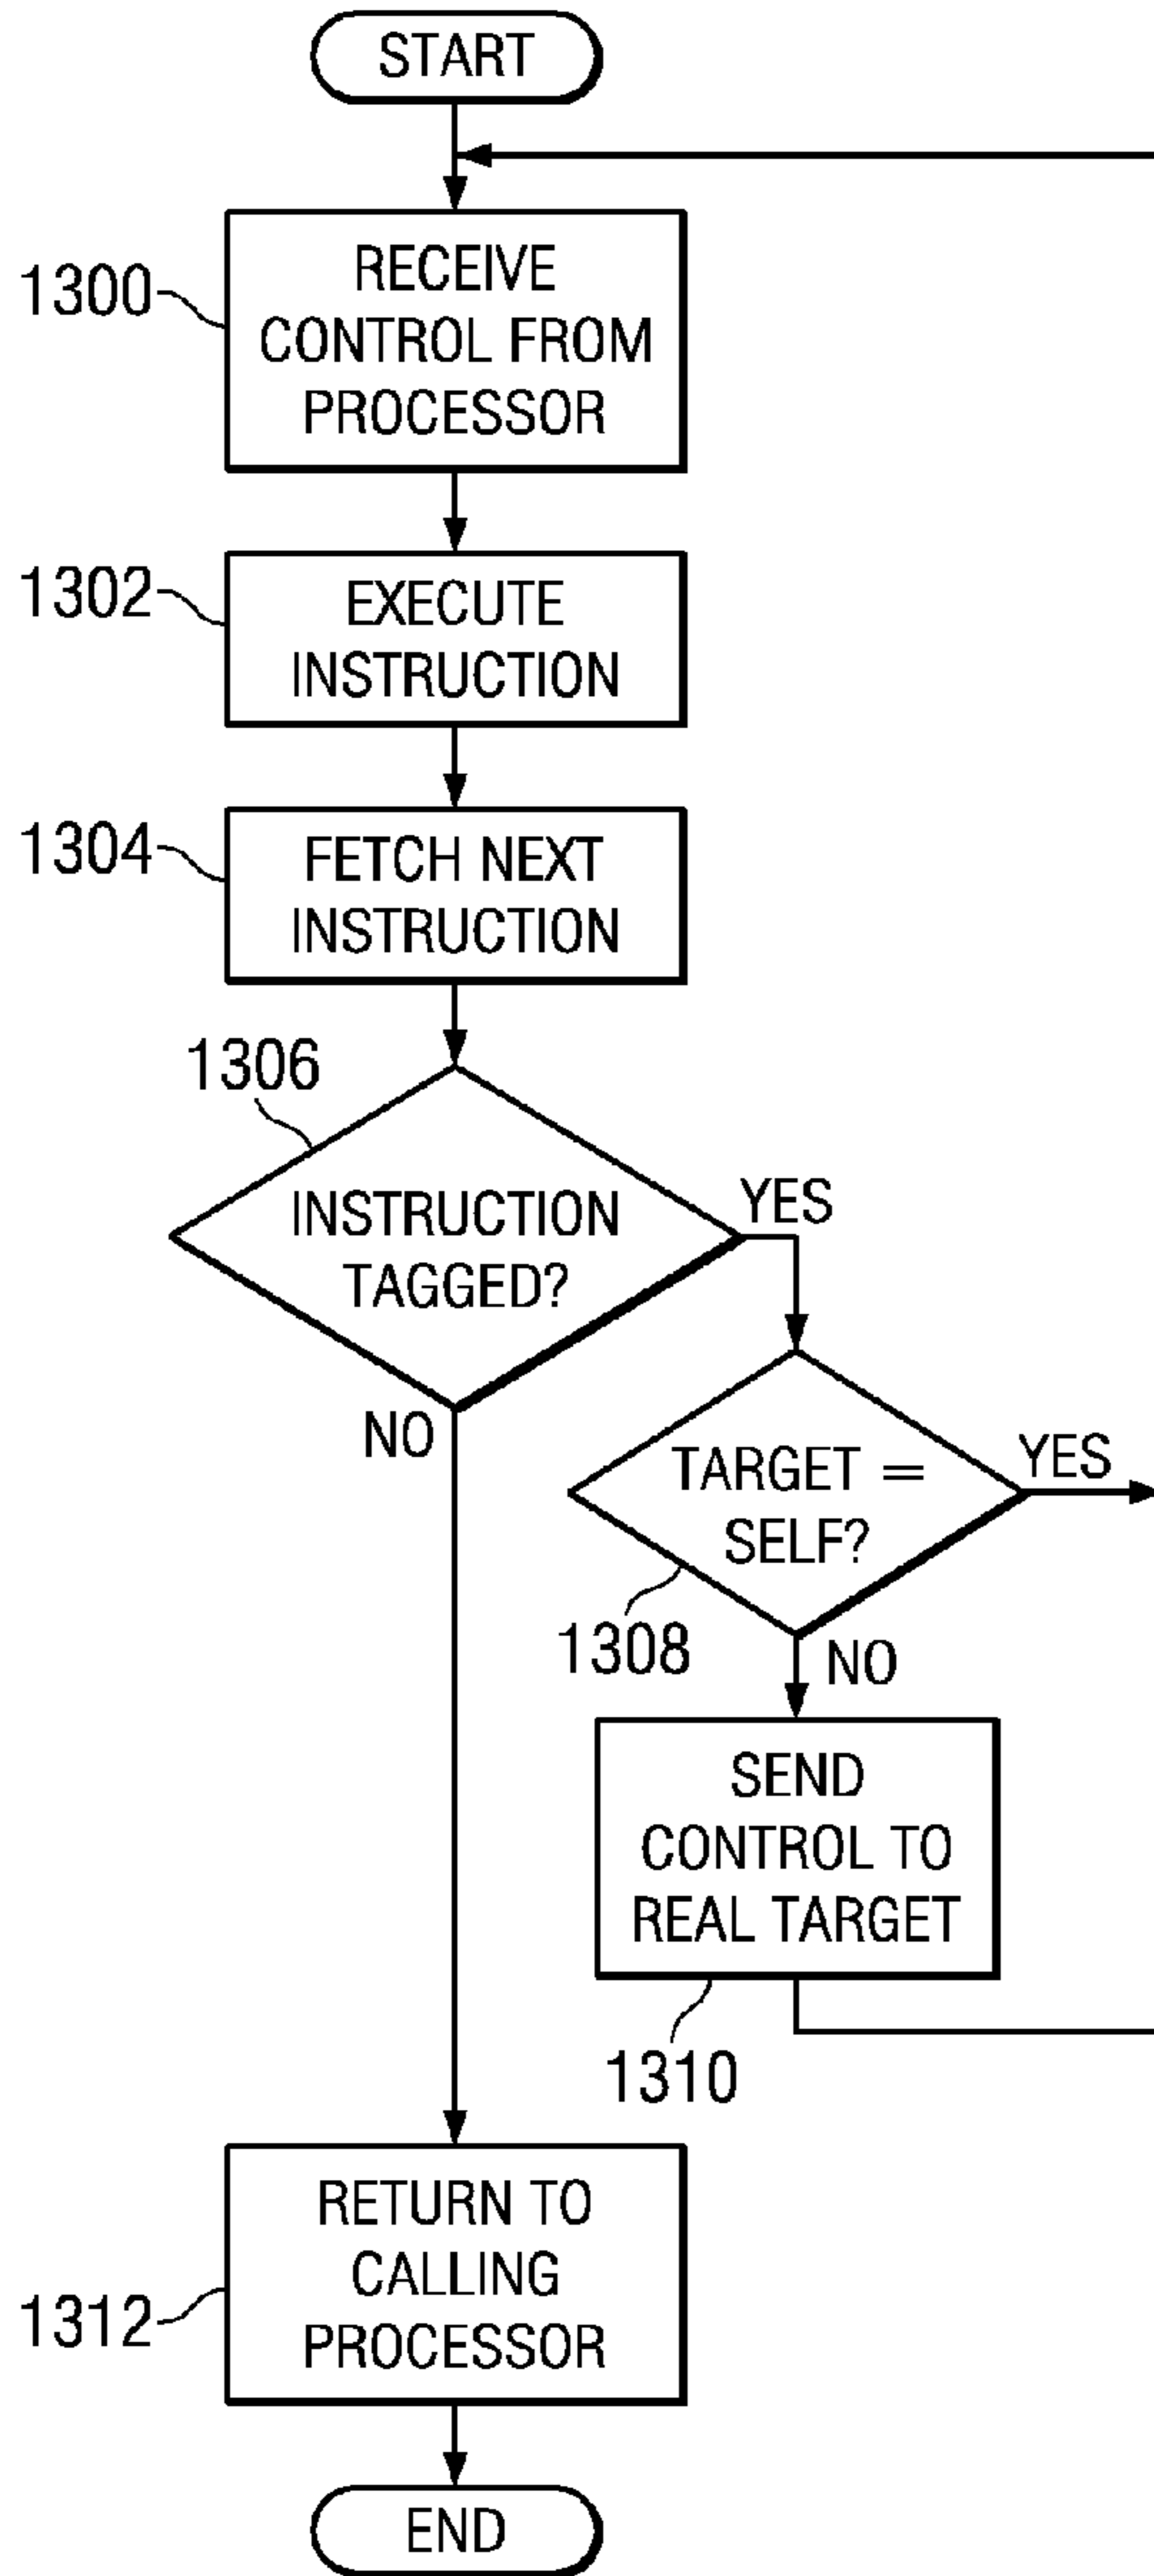 START
1300
RECEIVE
CONTROL FROM
PROCESSOR
1302
EXECUTE
INSTRUCTION
1304
FETCH NEXT
INSTRUCTION
1306
INSTRUCTION
TAGGED?
YES
NO
TARGET =
SELF?
YES
1308
NO
SEND
CONTROL TO
REAL TARGET
1310
RETURN TO
CALLING
PROCESSOR
1312
END